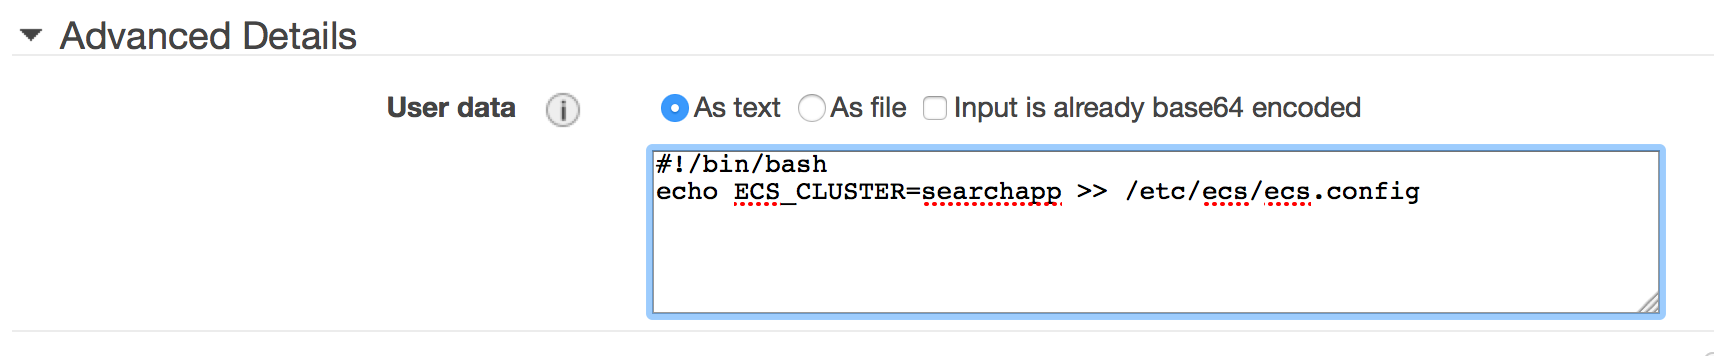 Advanced Details
User data As text As file Input is already base64 encoded
#!/bin/bash
echo ECS_CLUSTER=searchapp >> /etc/ecs/ecs.config